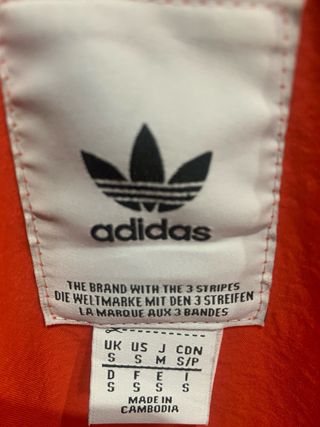 adidas
THE BRAND WITH THE 3 STRIPES
DIE WELTMARKE MIT DEN 3 STREIFEN
LA MARQUE AUX 3 BANDES
UK US J CDN
S S M S/P
D F E I
S S S S
MADE IN
CAMBODIA